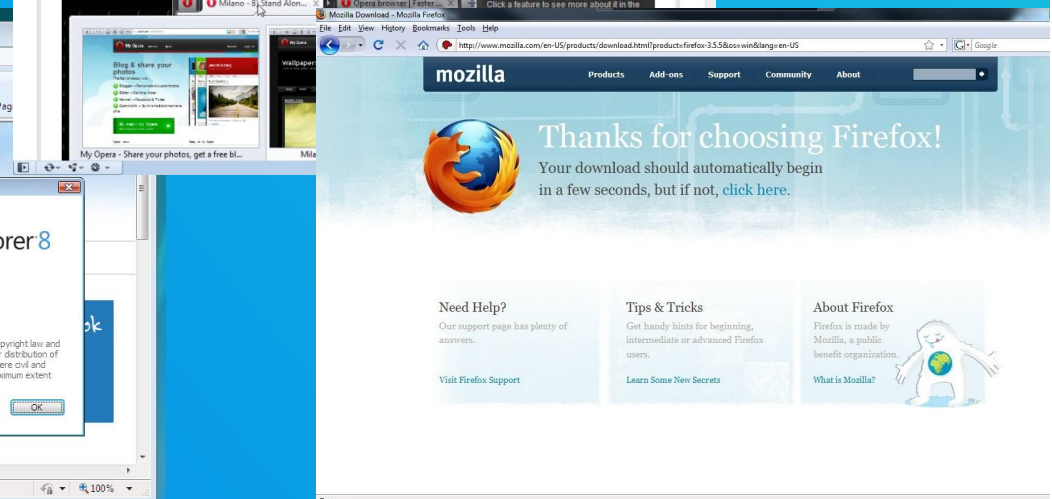 Milano - 8) Stand Alon...
Opera browser | Faster ...
Click a feature to see more about it in the
Blog & share your
photos
My Opera - Share your photos, get a free bl...
Mila
Pag
orer 8
ok
pyright law and
r distribution of
ere civil and
ximum extent
OK
100%
Mozilla Download - Mozilla Firefox
File Edit View History Bookmarks Tools Help
http://www.mozilla.com/en-US/products/download.html?product=firefox-3.5.5&os=win&lang=en-US
Google
mozilla
Products Add-ons Support Community About
Thanks for choosing Firefox!
Your download should automatically begin
in a few seconds, but if not, click here.
Need Help?
Our support page has plenty of
answers.
Visit Firefox Support
Tips & Tricks
Get handy hints for beginning,
intermediate or advanced Firefox
users.
Learn Some New Secrets
About Firefox
Firefox is made by
Mozilla, a public
benefit organization.
What is Mozilla?